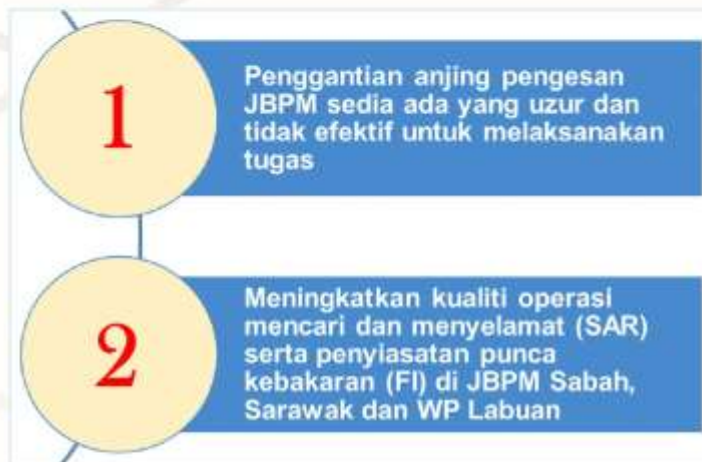 1
Penggantian anjing pengesan
JBPM sedia ada yang uzur dan
tidak efektif untuk melaksanakan
tugas
2
Meningkatkan kualiti operasi
mencari dan menyelamat (SAR)
serta penyiasatan punca
kebakaran (FI) di JBPM Sabah,
Sarawak dan WP Labuan